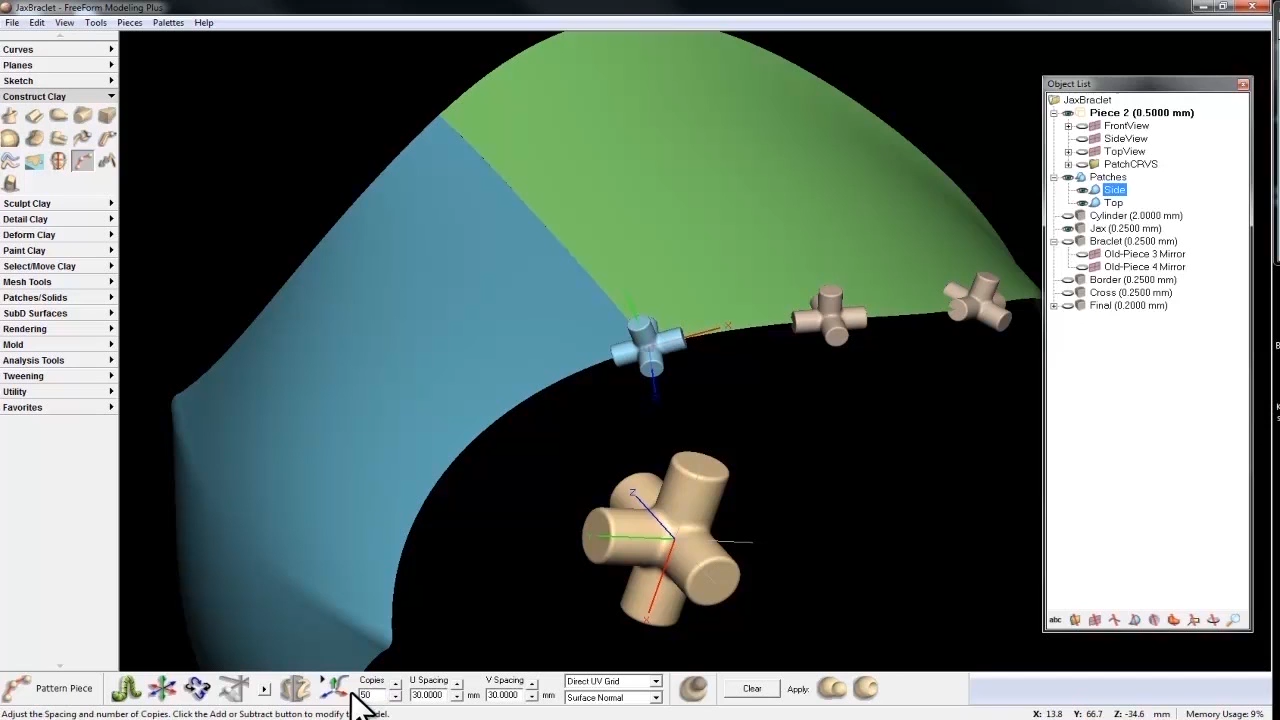 JaxBraclet - FreeForm Modeling Plus
File Edit View Tools Pieces Palettes Help
Curves
Planes
Sketch
Construct Clay
Sculpt Clay
Detail Clay
Deform Clay
Paint Clay
Select/Move Clay
Mesh Tools
Patches/Solids
SubD Surfaces
Rendering
Mold
Analysis Tools
Tweening
Utility
Favorites
X
Z
X
Object List
JaxBraclet
Piece 2 (0.5000 mm)
FrontView
SideView
TopView
PatchCRVS
Patches
Side
Top
Cylinder (2.0000 mm)
Jax (0.2500 mm)
Braclet (0.2500 mm)
Old-Piece 3 Mirror
Old-Piece 4 Mirror
Border (0.2500 mm)
Cross (0.2500 mm)
Final (0.2000 mm)
abc
Pattern Piece
Copies
50
U Spacing
30.0000 mm
V Spacing
30.0000 mm
Direct UV Grid
Surface Normal
Clear
Apply:
Adjust the Spacing and number of Copies. Click the Add or Subtract button to modify del.
X: 13.8 Y: 66.7 Z: -34.6 mm Memory Usage: 9%